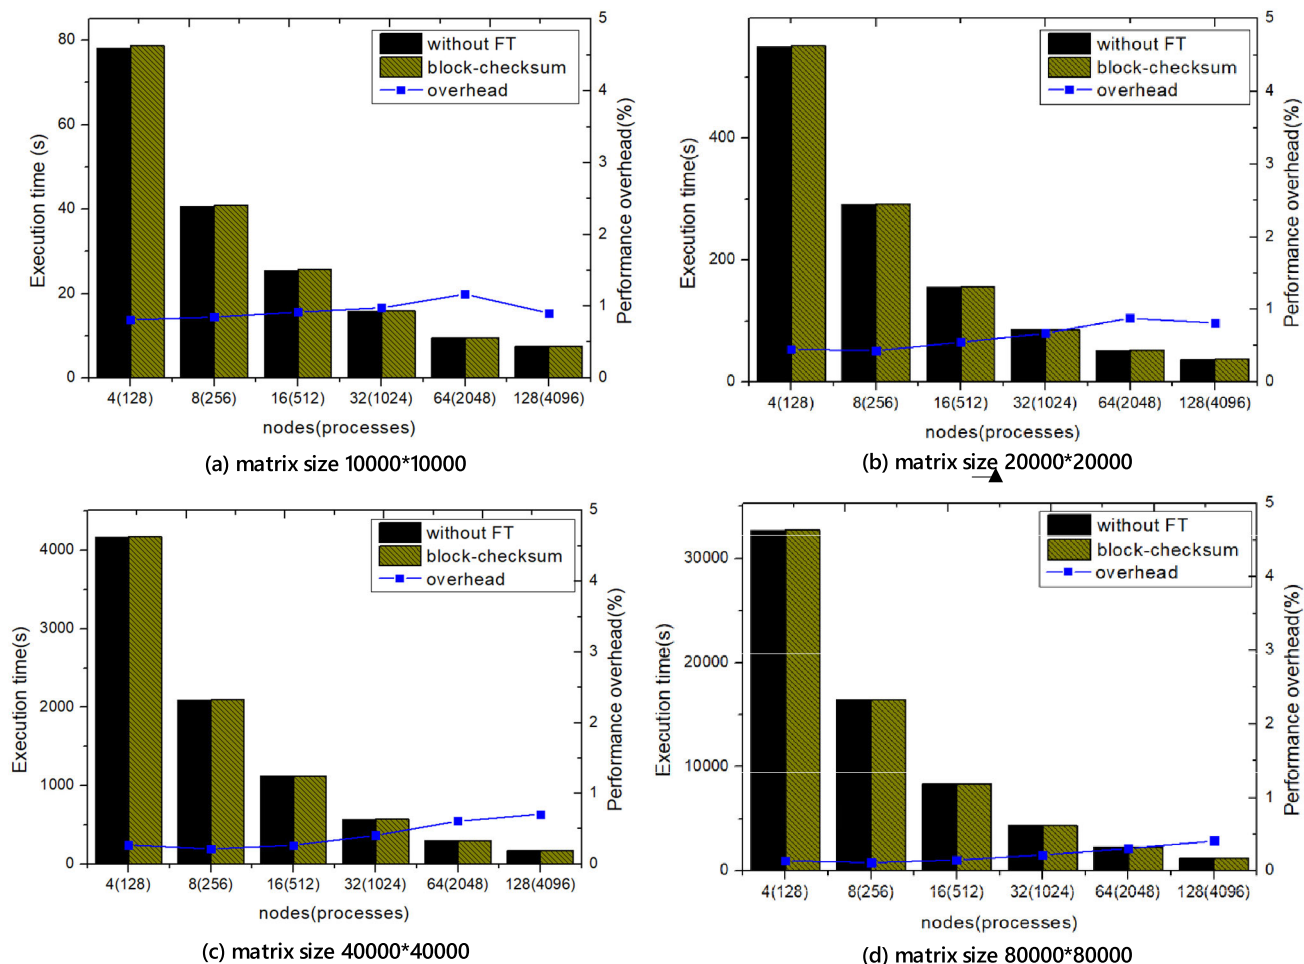 80
60
40
20
0
Execution time (s)
5
4
3
2
1
0
Performance overhead(%)
without FT
block-checksum
overhead
4(128) 8(256) 16(512) 32(1024) 64(2048) 128(4096)
nodes(processes)
(a) matrix size 10000*10000
400
200
0
Execution time(s)
5
4
3
2
1
0
Performance overhead(%)
without FT
block-checksum
overhead
4(128) 8(256) 16(512) 32(1024) 64(2048) 128(4096)
nodes(processes)
(b) matrix size 20000*20000
4000
3000
2000
1000
0
Execution time(s)
5
4
3
2
1
0
Performance overhead(%)
without FT
block-checksum
overhead
4(128) 8(256) 16(512) 32(1024) 64(2048) 128(4096)
nodes(processes)
(c) matrix size 40000*40000
30000
20000
10000
0
Execution time(s)
5
4
3
2
1
0
Performance overhead(%)
without FT
block-checksum
overhead
4(128) 8(256) 16(512) 32(1024) 64(2048) 128(4096)
nodes(processes)
(d) matrix size 80000*80000